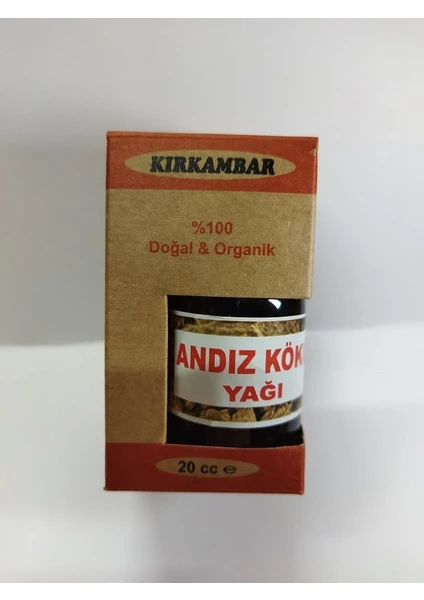 KIRKAMBAR
%100
Doğal & Organik
ANDIZ KÖK
YAĞI
20 cc ℮